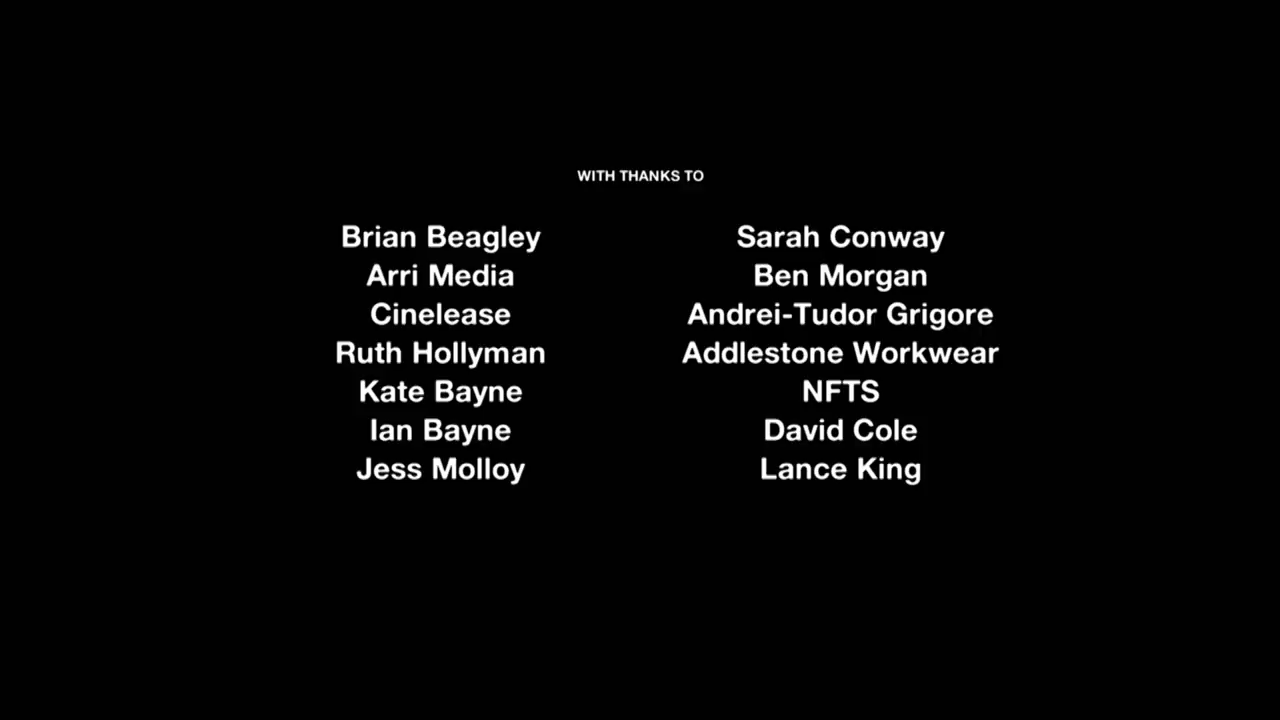 WITH THANKS TO
Brian Beagley
Arri Media
Cinelease
Ruth Hollyman
Kate Bayne
Ian Bayne
Jess Molloy
Sarah Conway
Ben Morgan
Andrei-Tudor Grigore
Addlestone Workwear
NFTS
David Cole
Lance King